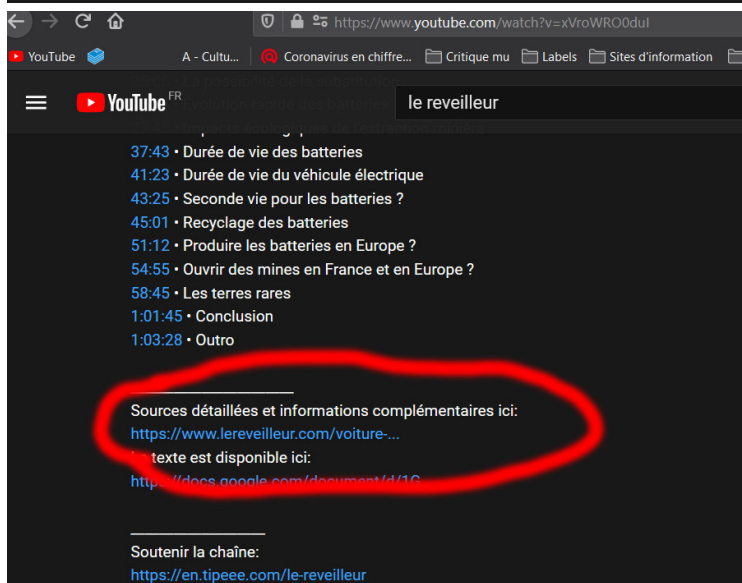 https://www.youtube.com/watch?v=xVroWRO0duI
YouTube A - Cultu... Coronavirus en chiffre... Critique mu Labels Sites d'information
YouTube FR le reveilleur
37:43 • Durée de vie des batteries
41:23 • Durée de vie du véhicule électrique
43:25 • Seconde vie pour les batteries ?
45:01 • Recyclage des batteries
51:12 • Produire les batteries en Europe ?
54:55 • Ouvrir des mines en France et en Europe ?
58:45 • Les terres rares
1:01:45 • Conclusion
1:03:28 • Outro
Sources détaillées et informations complémentaires ici:
https://www.lereveilleur.com/voiture-...
texte est disponible ici:
https://docs.google.com/document/d/1G
Soutenir la chaîne:
https://en.tipeee.com/le-reveilleur